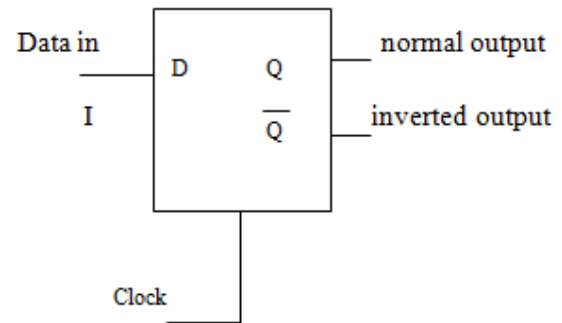 Data in
normal output
D Q
I
Q
inverted output
Clock